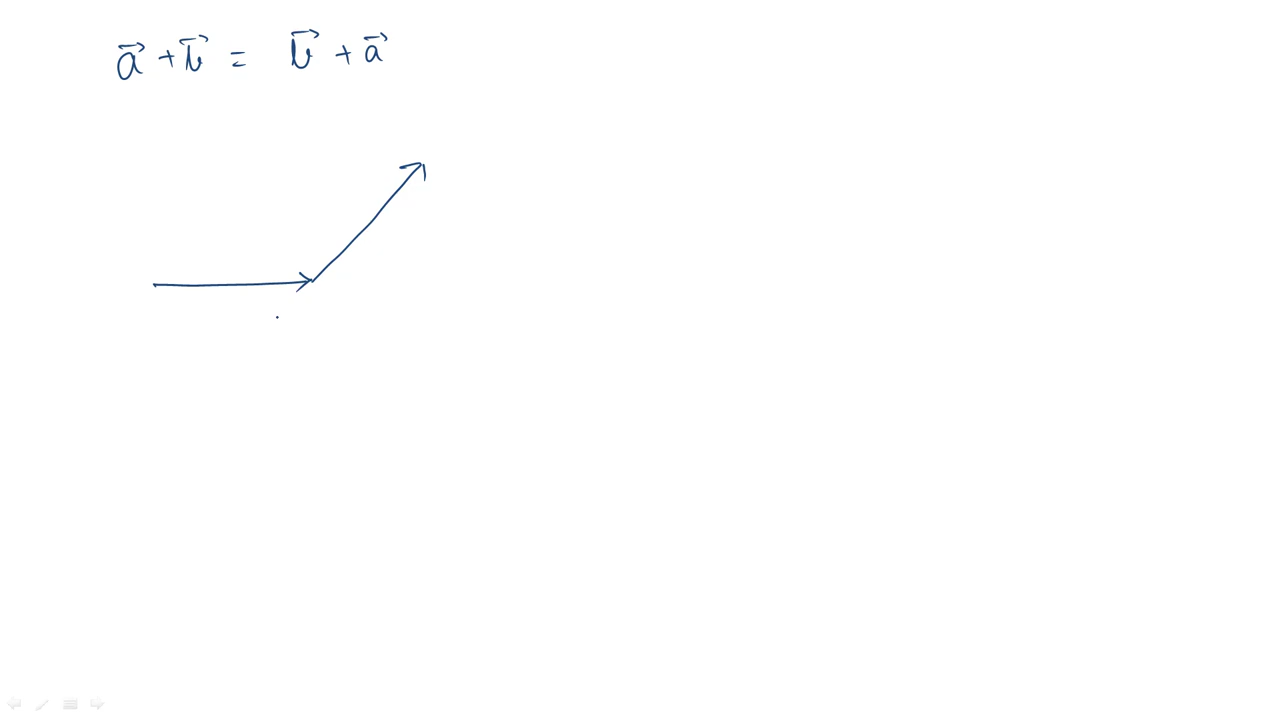 a⃗ + b⃗ = b⃗ + a⃗